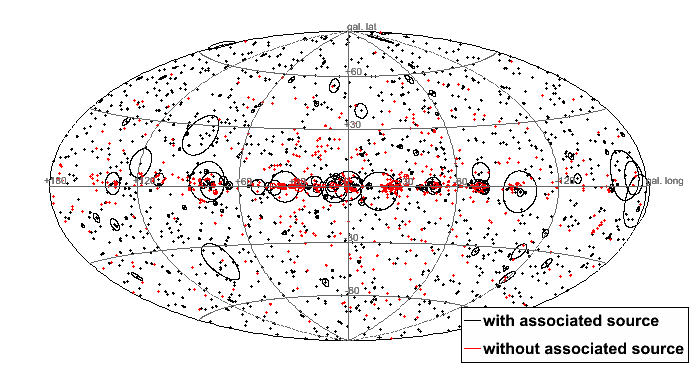 gal. lat
+60
+30
+180
+120
+60
-60
-120
gal. long
-30
-60
with associated source
without associated source